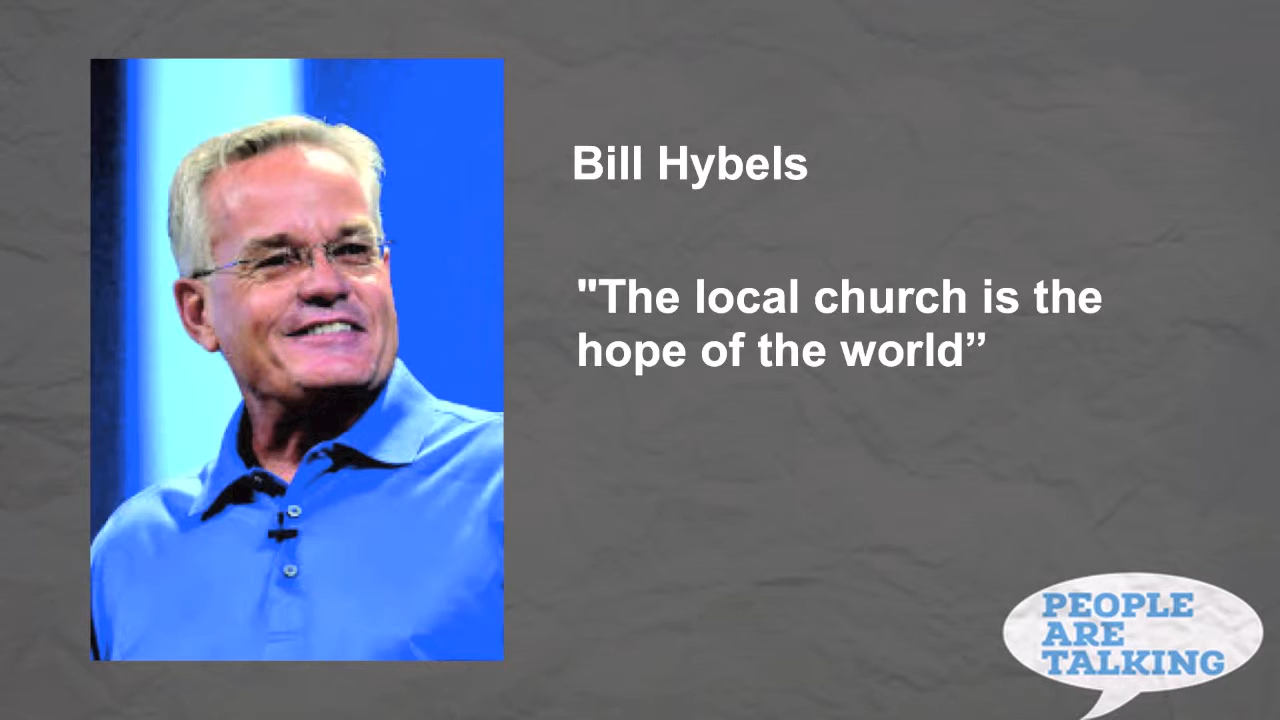 Bill Hybels
"The local church is the
hope of the world”
PEOPLE
ARE
TALKING